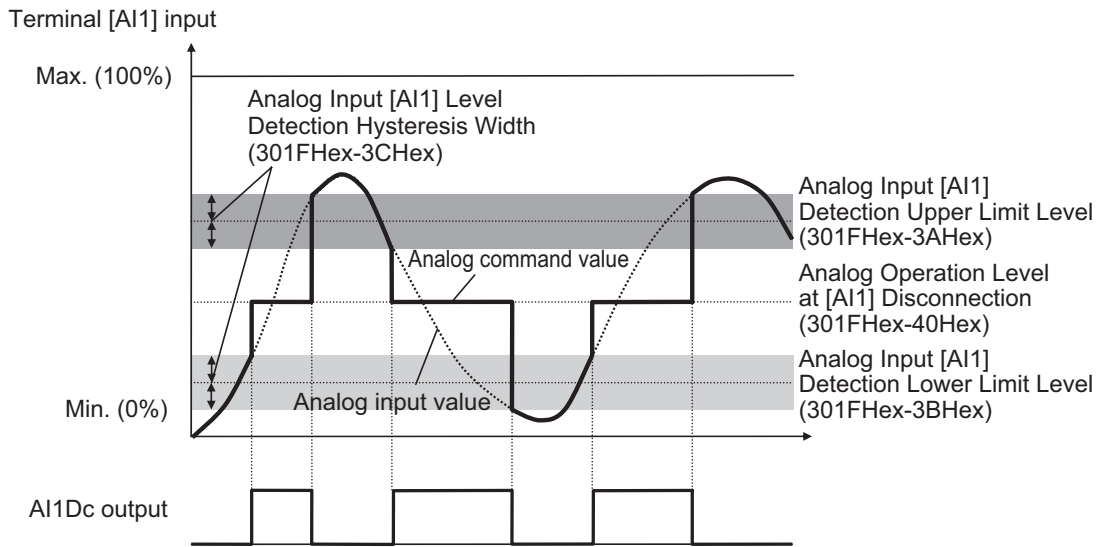 Terminal [AI1] input
Max. (100%)
Analog Input [AI1] Level
Detection Hysteresis Width
(301FHex-3CHex)
Analog Input [AI1]
Detection Upper Limit Level
(301FHex-3AHex)
Analog command value
Analog Operation Level
at [AI1] Disconnection
(301FHex-40Hex)
Analog Input [AI1]
Detection Lower Limit Level
(301FHex-3BHex)
Min. (0%)
Analog input value
AI1Dc output